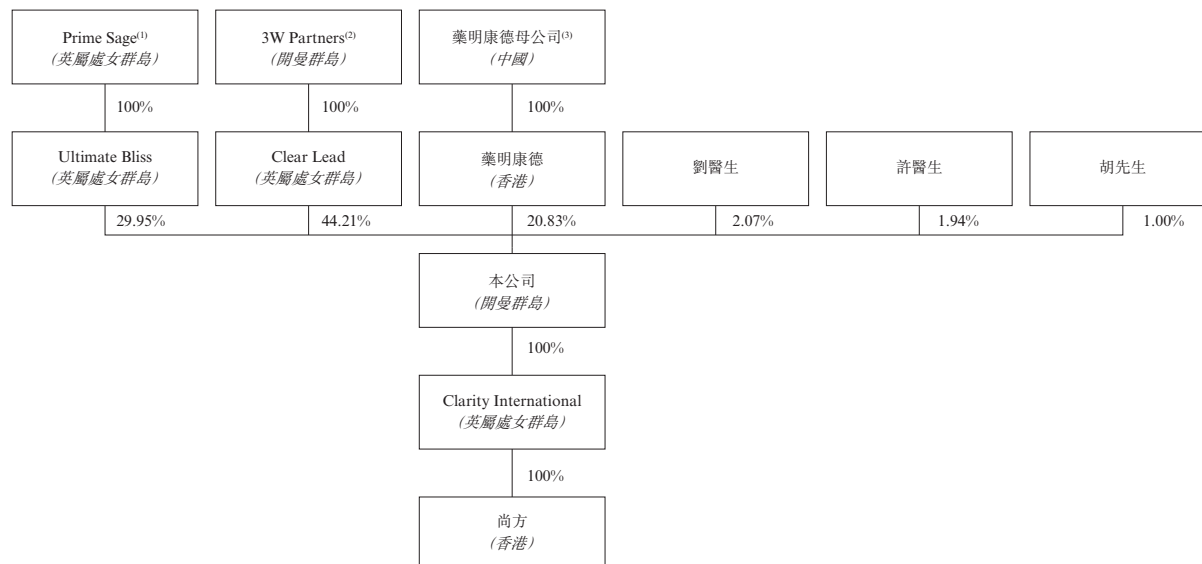 Prime Sage(1)
(英屬處女群島)
3W Partners(2)
(開曼群島)
藥明康德母公司(3)
(中國)
100%
100%
100%
Ultimate Bliss
(英屬處女群島)
Clear Lead
(英屬處女群島)
藥明康德
(香港)
劉醫生
許醫生
胡先生
29.95%
44.21%
20.83%
2.07%
1.94%
1.00%
本公司
(開曼群島)
100%
Clarity International
(英屬處女群島)
100%
尚方
(香港)